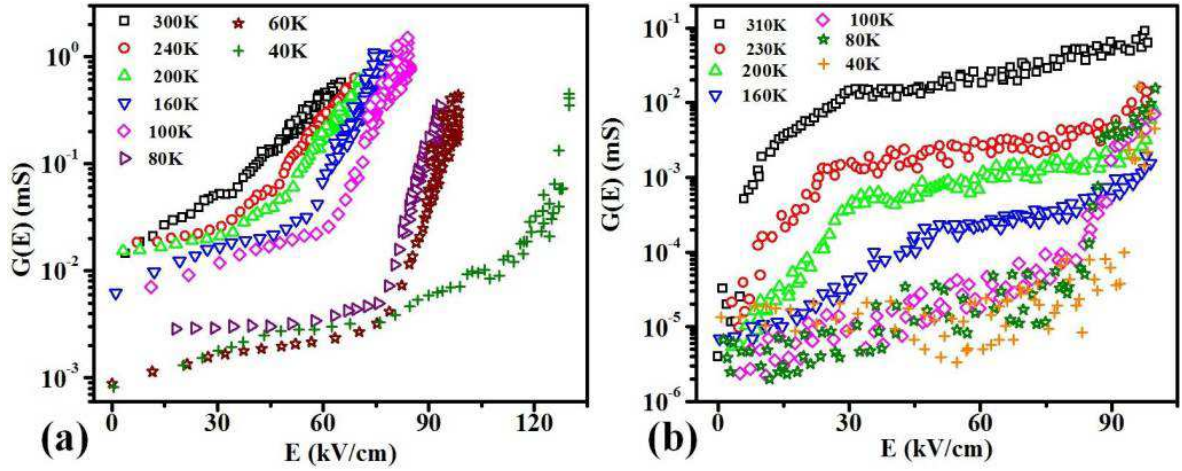 300K
240K
200K
160K
100K
80K
60K
40K
10⁰
10⁻¹
10⁻²
10⁻³
G(E) (mS)
0 30 60 90 120
E (kV/cm)
(a)
310K
230K
200K
160K
100K
80K
40K
10⁻¹
10⁻²
10⁻³
10⁻⁴
10⁻⁵
10⁻⁶
G(E) (mS)
0 30 60 90
E (kV/cm)
(b)